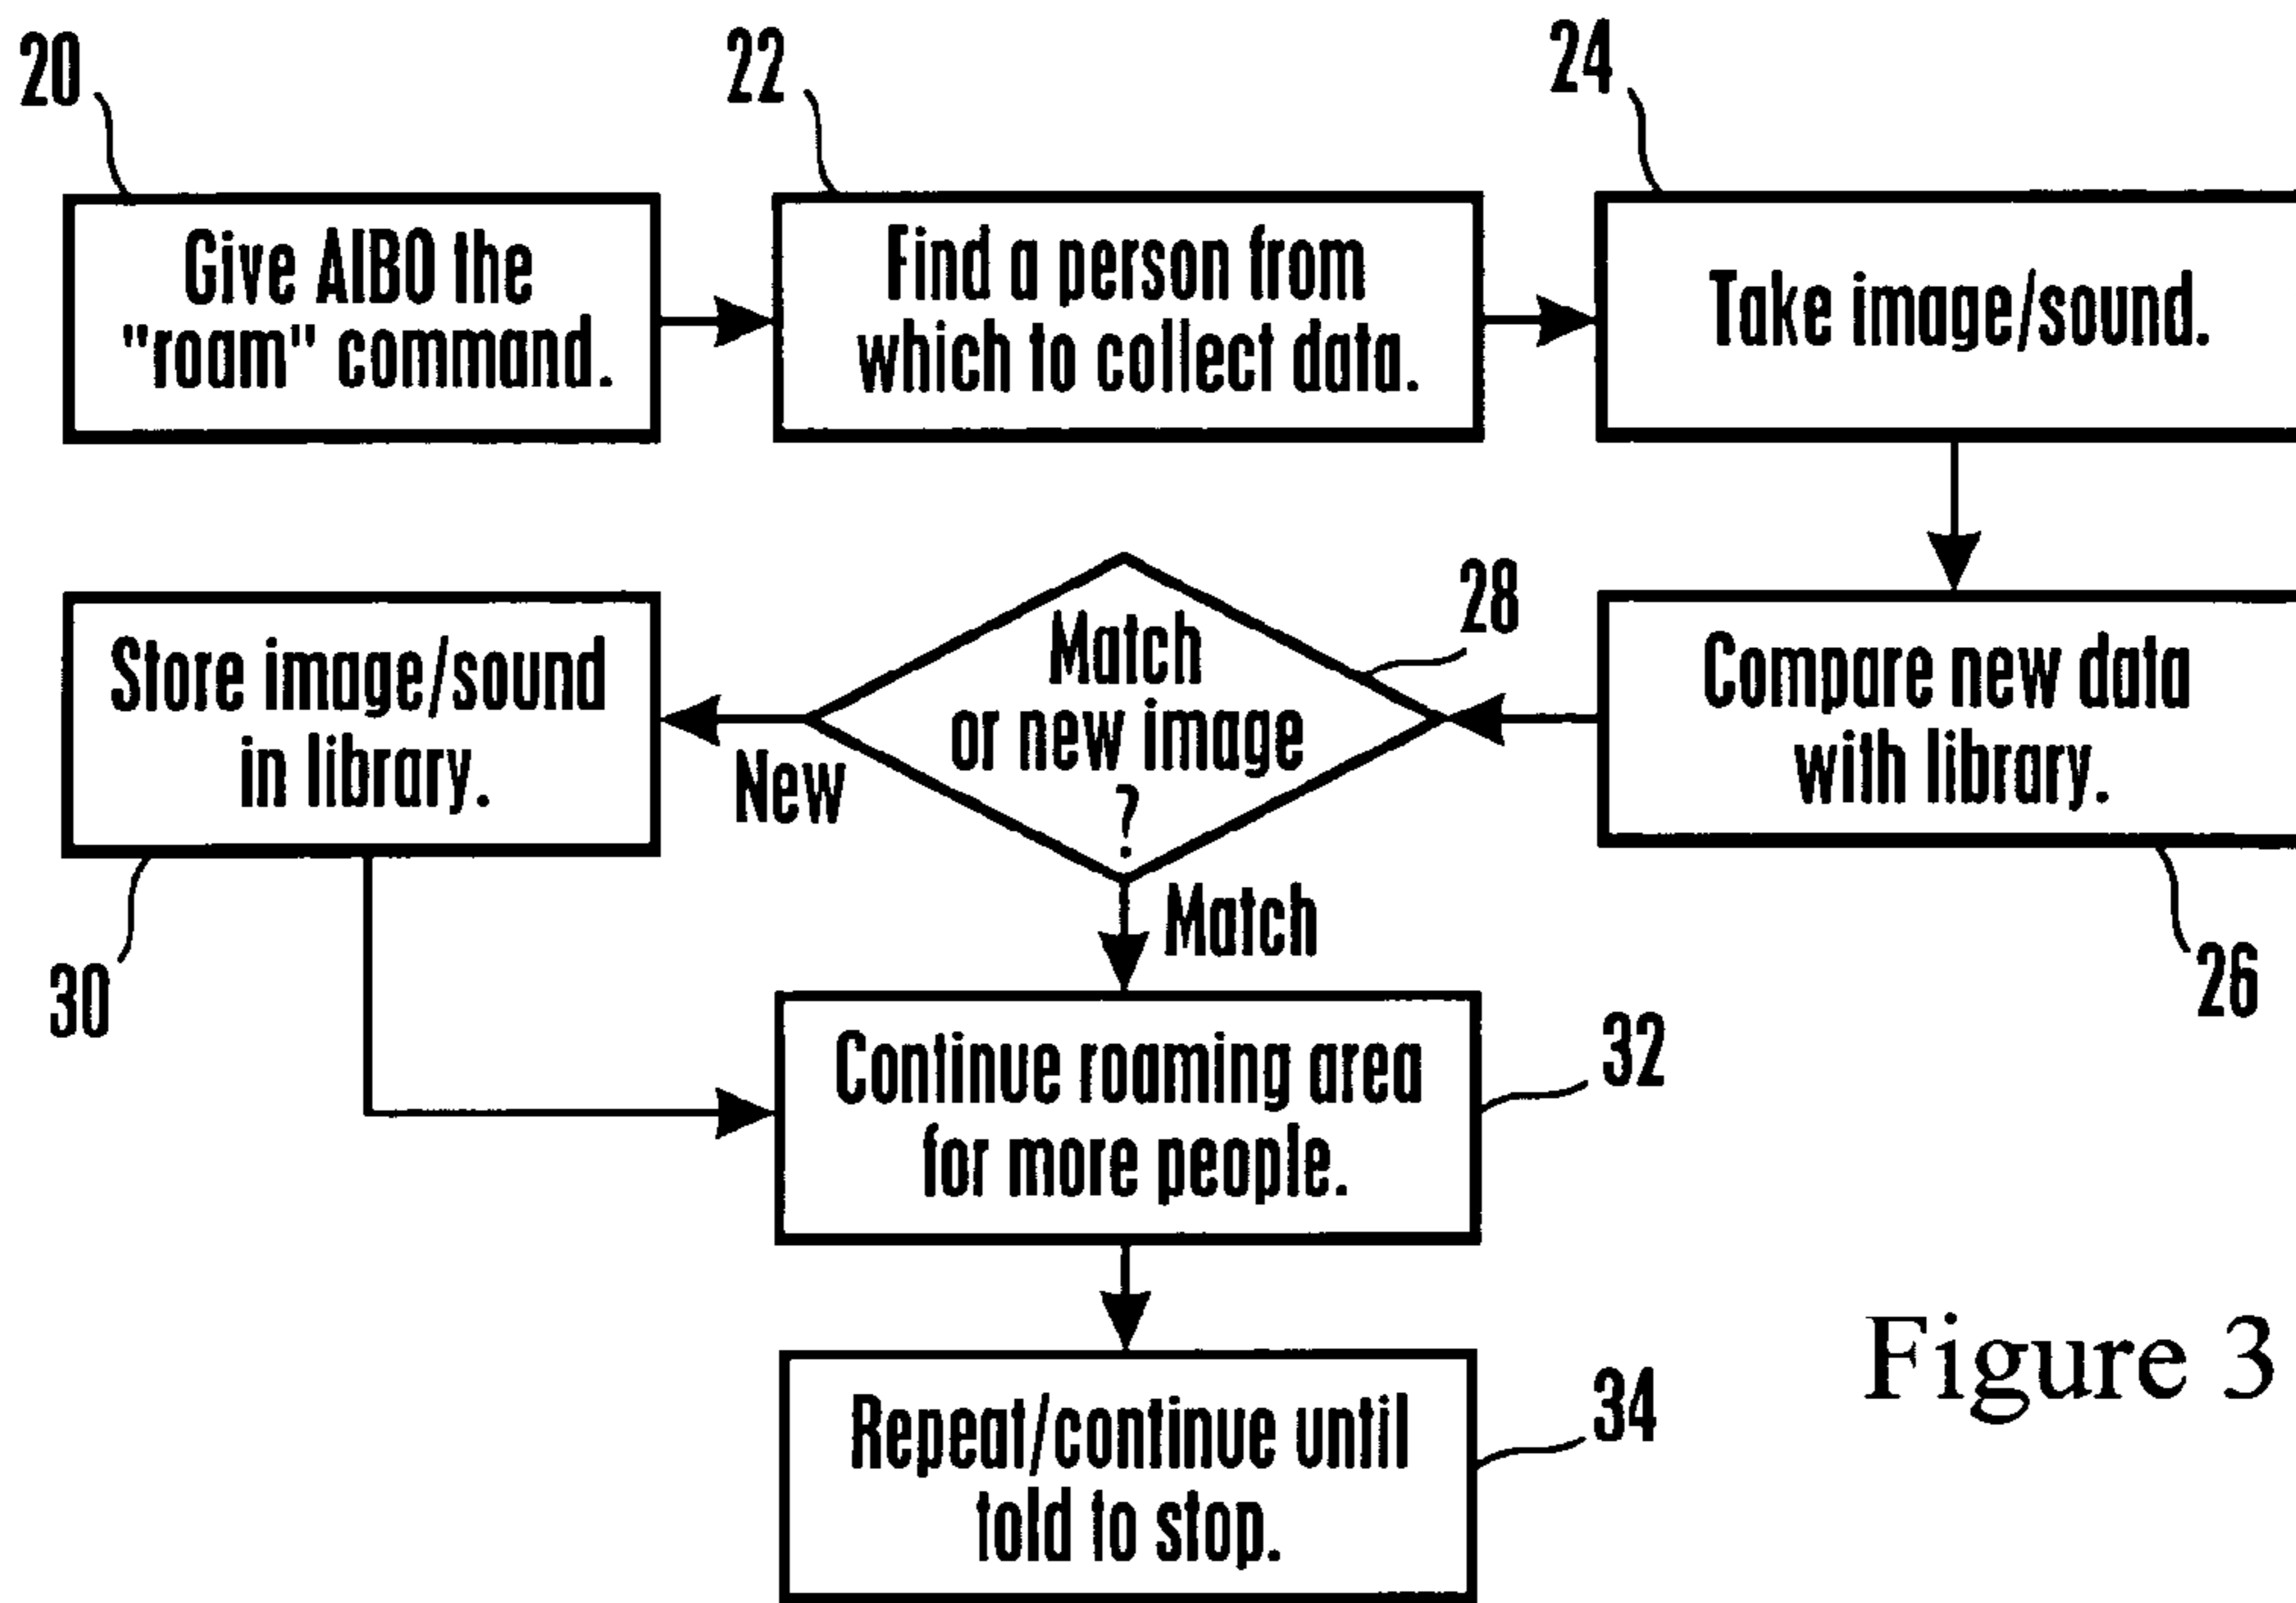 20
22
24
Give AIBO the
"roam" command.
Find a person from
which to collect data.
Take image/sound.
28
Store image/sound
in library.
Match
or new image
?
Compare new data
with library.
New
Match
30
26
Continue roaming area
for more people.
32
Repeat/continue until
told to stop.
34
Figure 3